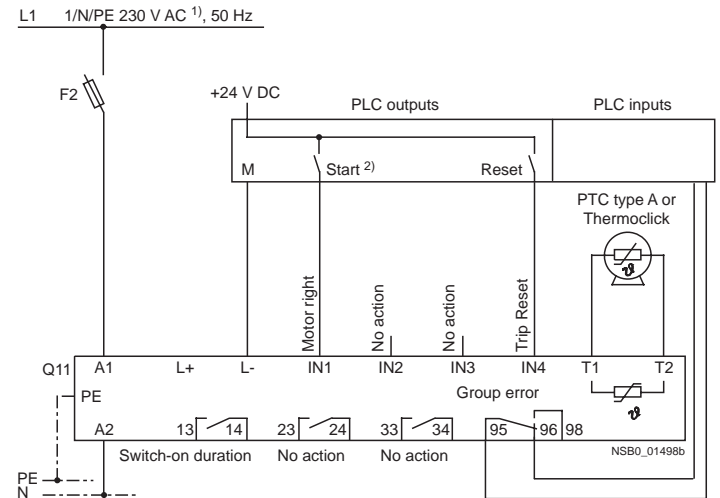 L1 1/N/PE 230 V AC 1), 50 Hz
F2
+24 V DC
PLC outputs
PLC inputs
M
Start 2)
Reset
PTC type A or
Thermoclick
ϑ
Motor right
No action
No action
Trip Reset
Q11
A1 L+ L- IN1 IN2 IN3 IN4 T1 T2
PE
Group error
ϑ
A2 13 14 23 24 33 34 95 96 98
Switch-on duration No action No action
NSB0_01498b
PE
N